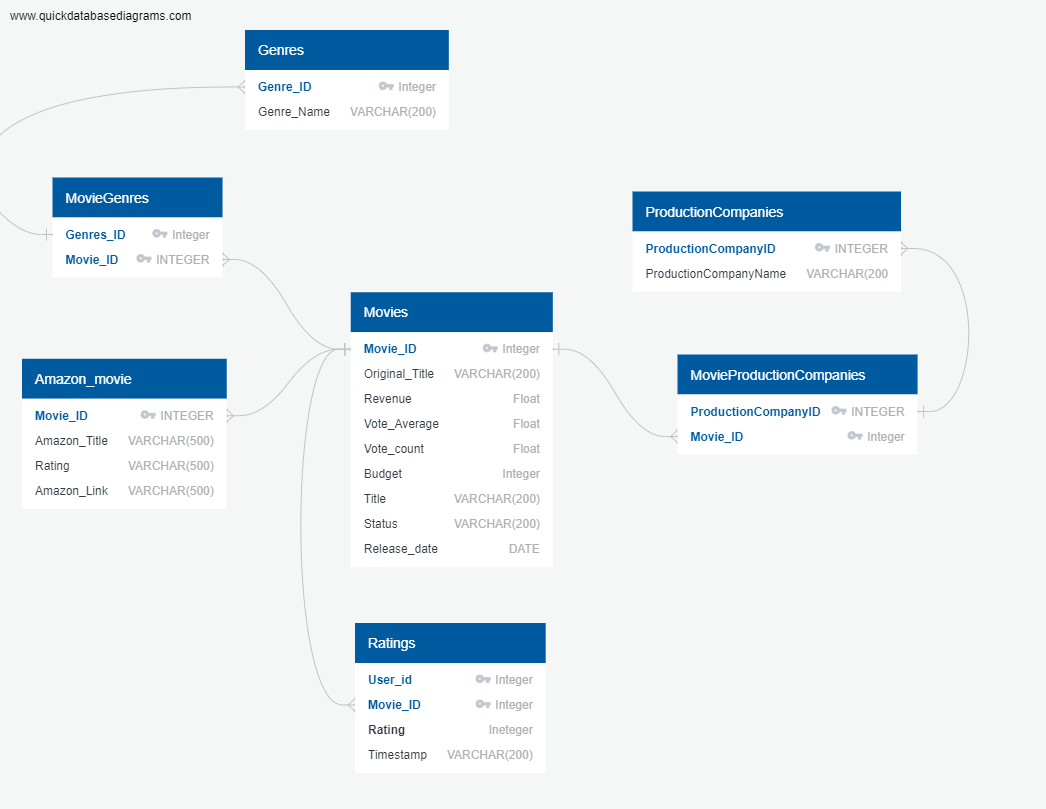 www.quickdatabasediagrams.com
Genres
Genre_ID Integer
Genre_Name VARCHAR(200)
MovieGenres
Genres_ID Integer
Movie_ID INTEGER
ProductionCompanies
ProductionCompanyID INTEGER
ProductionCompanyName VARCHAR(200
Movies
Movie_ID Integer
Original_Title VARCHAR(200)
Revenue Float
Vote_Average Float
Vote_count Float
Budget Integer
Title VARCHAR(200)
Status VARCHAR(200)
Release_date DATE
Amazon_movie
Movie_ID INTEGER
Amazon_Title VARCHAR(500)
Rating VARCHAR(500)
Amazon_Link VARCHAR(500)
MovieProductionCompanies
ProductionCompanyID INTEGER
Movie_ID Integer
Ratings
User_id Integer
Movie_ID Integer
Rating Ineteger
Timestamp VARCHAR(200)